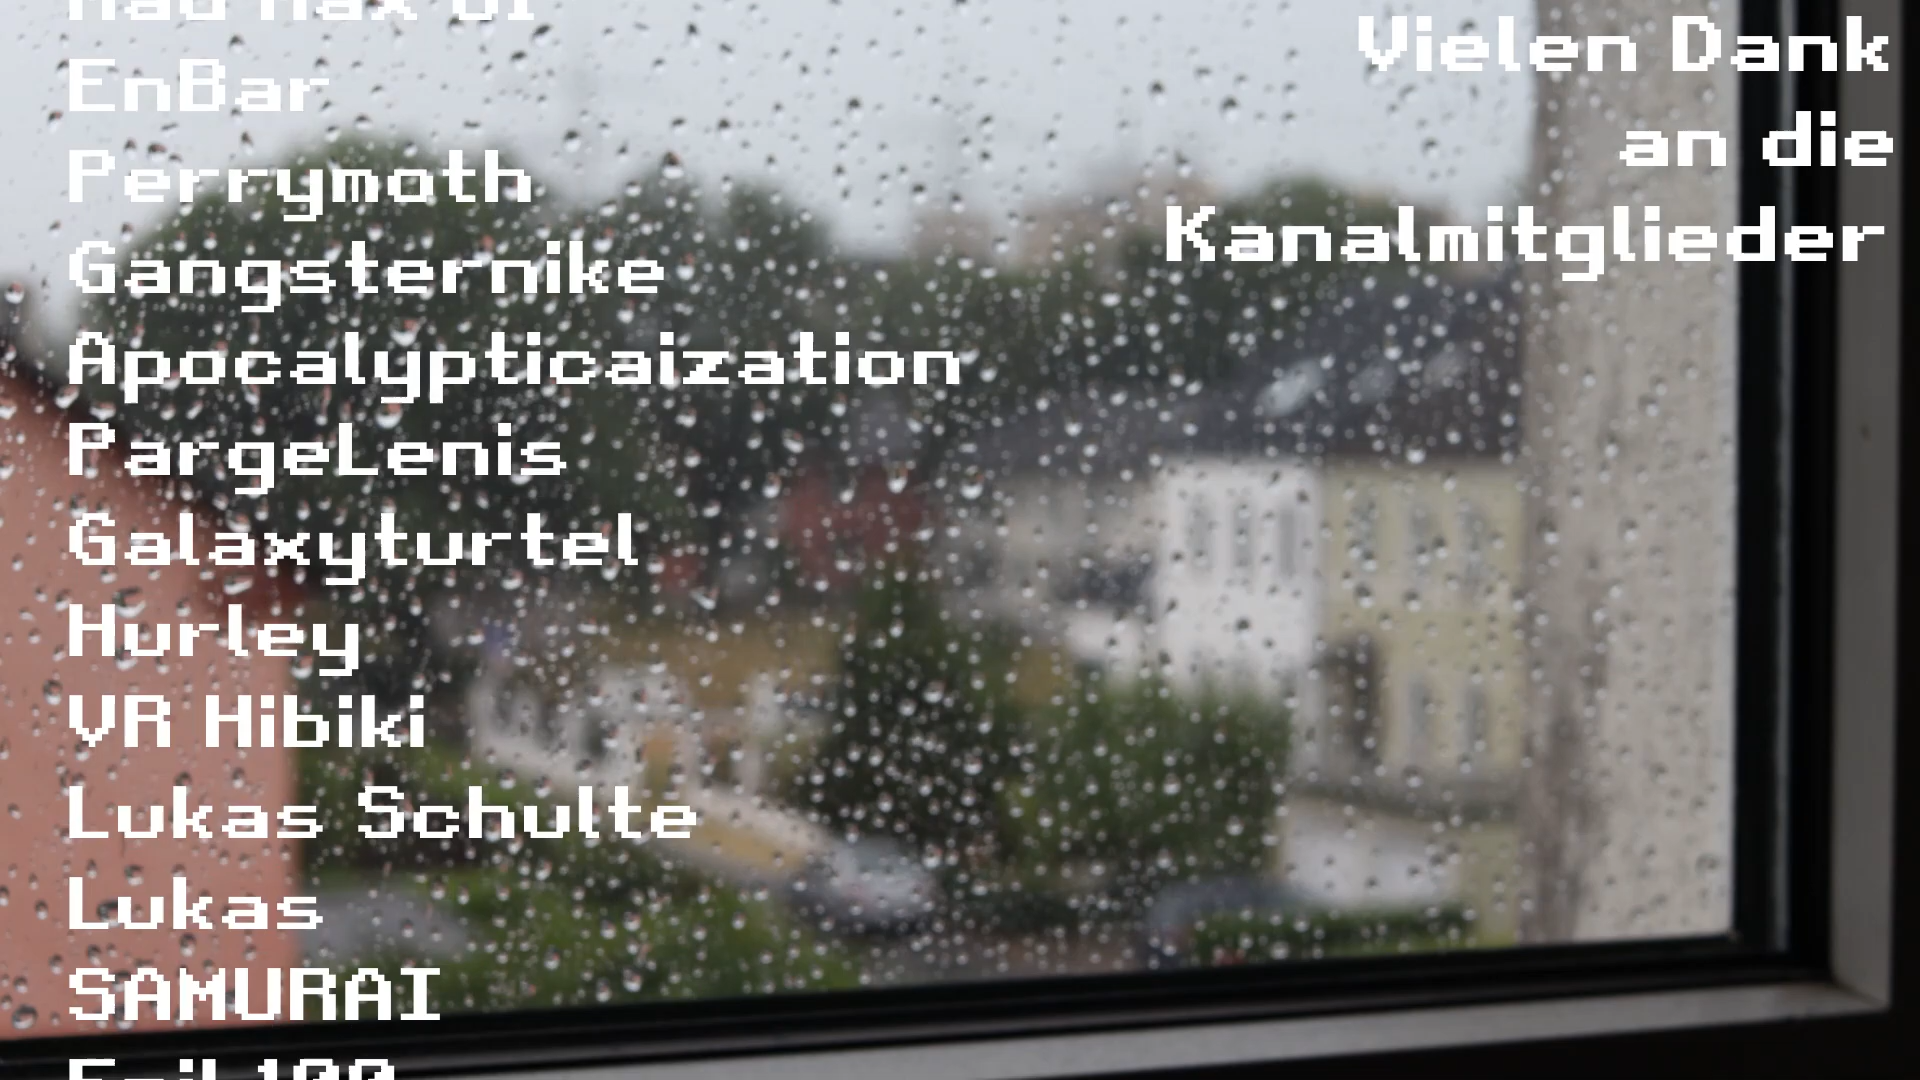 EnBar
Perrymoth
Gangsternike
Apocalypticaization
PargeLenis
Galaxyturtel
Hurley
VR Hibiki
Lukas Schulte
Lukas
SAMURAI
Vielen Dank
an die
Kanalmitglieder